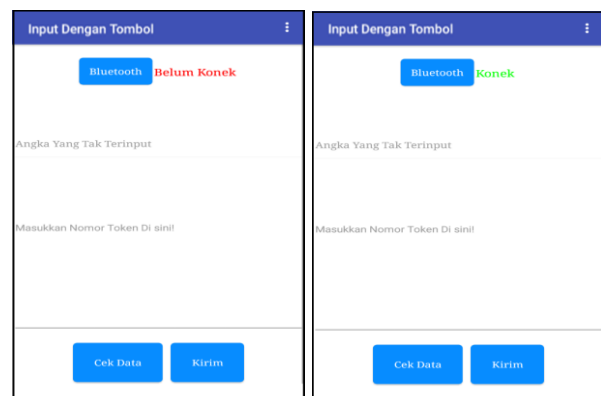 Input Dengan Tombol
Bluetooth Belum Konek
Angka Yang Tak Terinput
Masukkan Nomor Token Di sini!
Cek Data Kirim
Input Dengan Tombol
Bluetooth Konek
Angka Yang Tak Terinput
Masukkan Nomor Token Di sini!
Cek Data Kirim